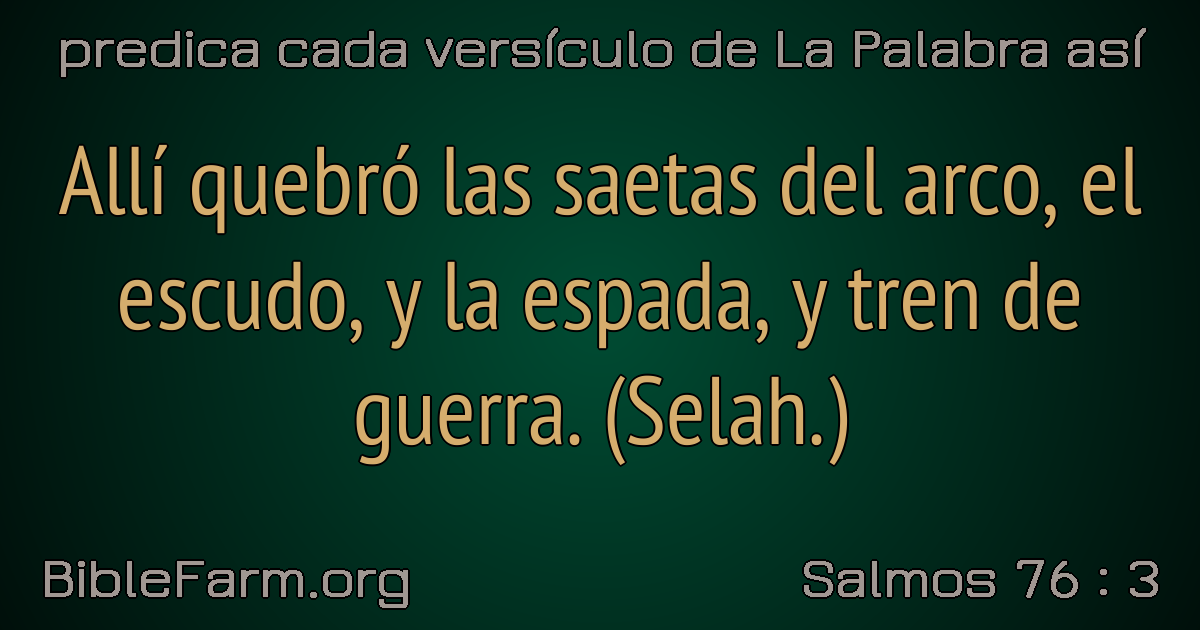 predica cada versículo de La Palabra así
Allí quebró las saetas del arco, el
escudo, y la espada, y tren de
guerra. (Selah.)
BibleFarm.org
Salmos 76 : 3